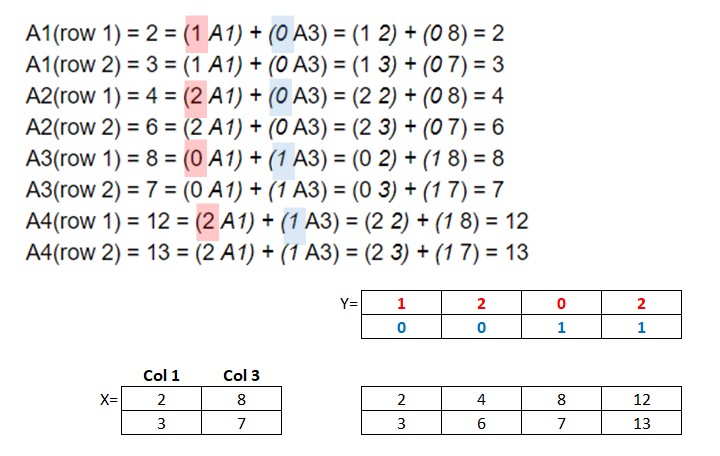 A1(row 1) = 2 = (1 A1) + (0 A3) = (1 2) + (0 8) = 2
A1(row 2) = 3 = (1 A1) + (0 A3) = (1 3) + (0 7) = 3
A2(row 1) = 4 = (2 A1) + (0 A3) = (2 2) + (0 8) = 4
A2(row 2) = 6 = (2 A1) + (0 A3) = (2 3) + (0 7) = 6
A3(row 1) = 8 = (0 A1) + (1 A3) = (0 2) + (1 8) = 8
A3(row 2) = 7 = (0 A1) + (1 A3) = (0 3) + (1 7) = 7
A4(row 1) = 12 = (2 A1) + (1 A3) = (2 2) + (1 8) = 12
A4(row 2) = 13 = (2 A1) + (1 A3) = (2 3) + (1 7) = 13
Y= 1 2 0 2
0 0 1 1
Col 1 Col 3
X= 2 8 2 4 8 12
3 7 3 6 7 13